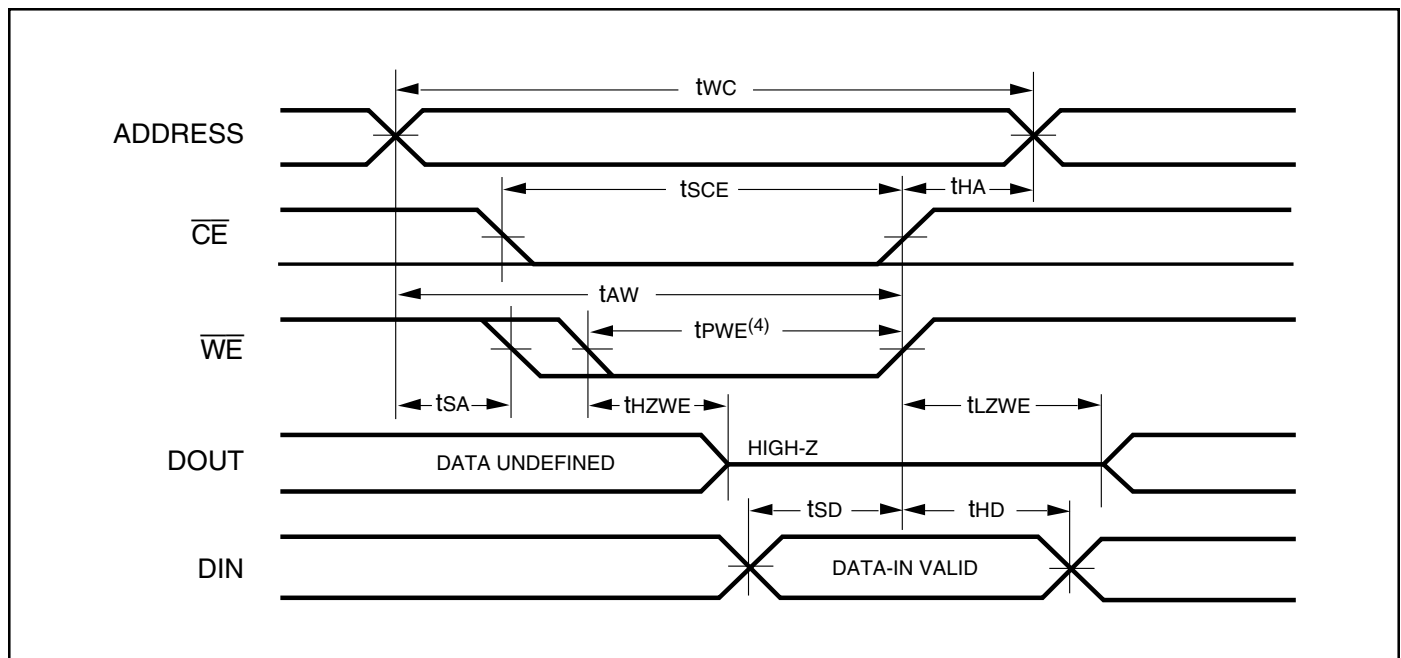 tWC
ADDRESS
tSCE
tHA
CE
tAW
tPWE(4)
WE
tSA
tHZWE
tLZWE
DOUT
DATA UNDEFINED
HIGH-Z
tSD
tHD
DIN
DATA-IN VALID